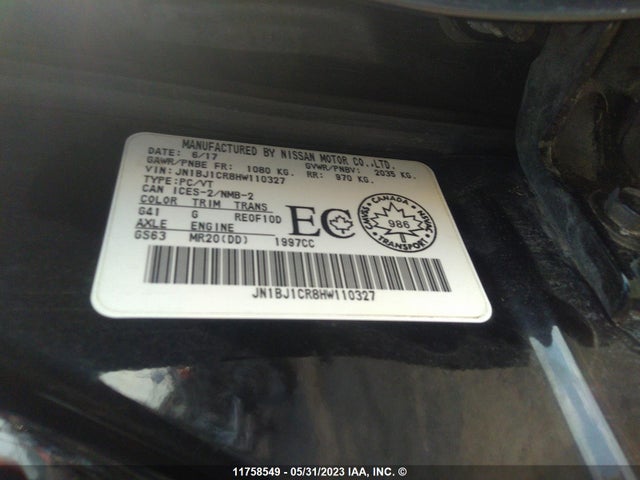 MANUFACTURED BY NISSAN MOTOR CO.,LTD.
DATE: 6/17
GAWR/PNBE FR: 1080 KG. GVWR/PNBV: 2035 KG.
VIN: JN1BJ1CR8HW110327 RR: 970 KG.
TYPE: PC/VT
CAN ICES-2/NMB-2
COLOR TRIM TRANS
G41 G RE0F10D
AXLE ENGINE
GS63 MR20(DD) 1997CC
EC
CANADA
986
TRANSPORT
JN1BJ1CR8HW110327
11758549 - 05/31/2023 IAA, INC. ©